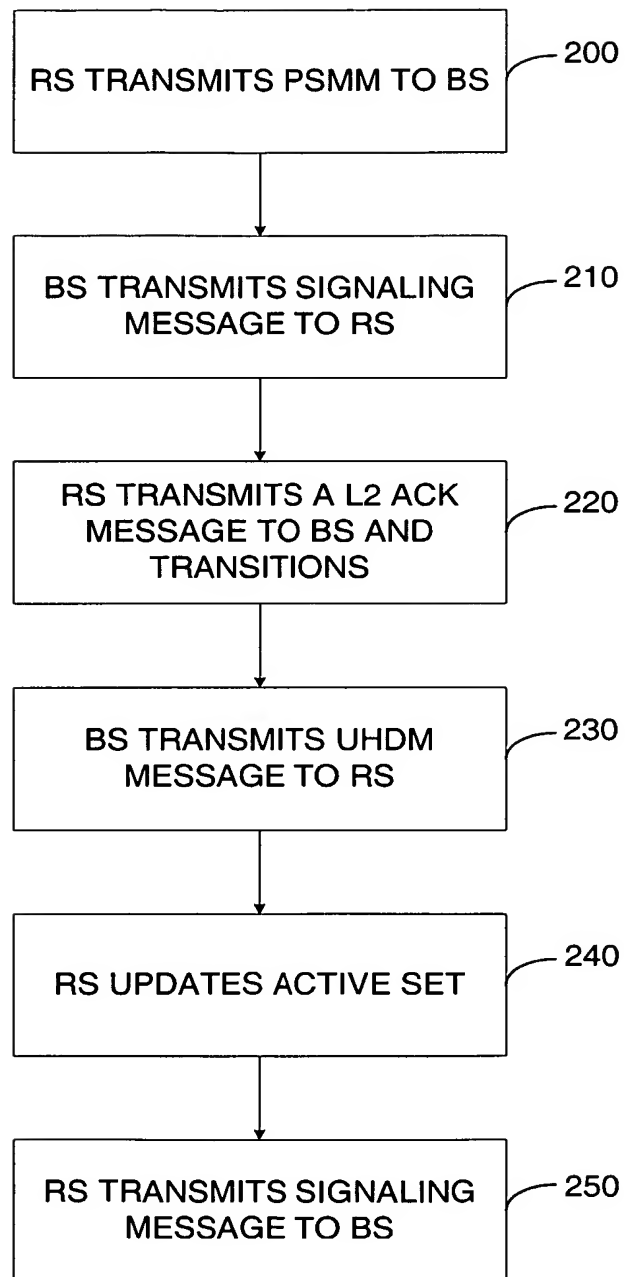 RS TRANSMITS PSMM TO BS
200
BS TRANSMITS SIGNALING
MESSAGE TO RS
210
RS TRANSMITS A L2 ACK
MESSAGE TO BS AND
TRANSITIONS
220
BS TRANSMITS UHDM
MESSAGE TO RS
230
RS UPDATES ACTIVE SET
240
RS TRANSMITS SIGNALING
MESSAGE TO BS
250